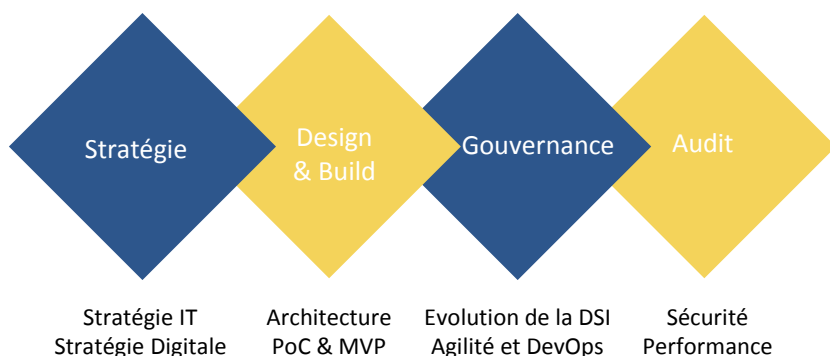 Stratégie
Design
& Build
Gouvernance
Audit
Stratégie IT
Stratégie Digitale
Architecture
PoC & MVP
Evolution de la DSI
Agilité et DevOps
Sécurité
Performance